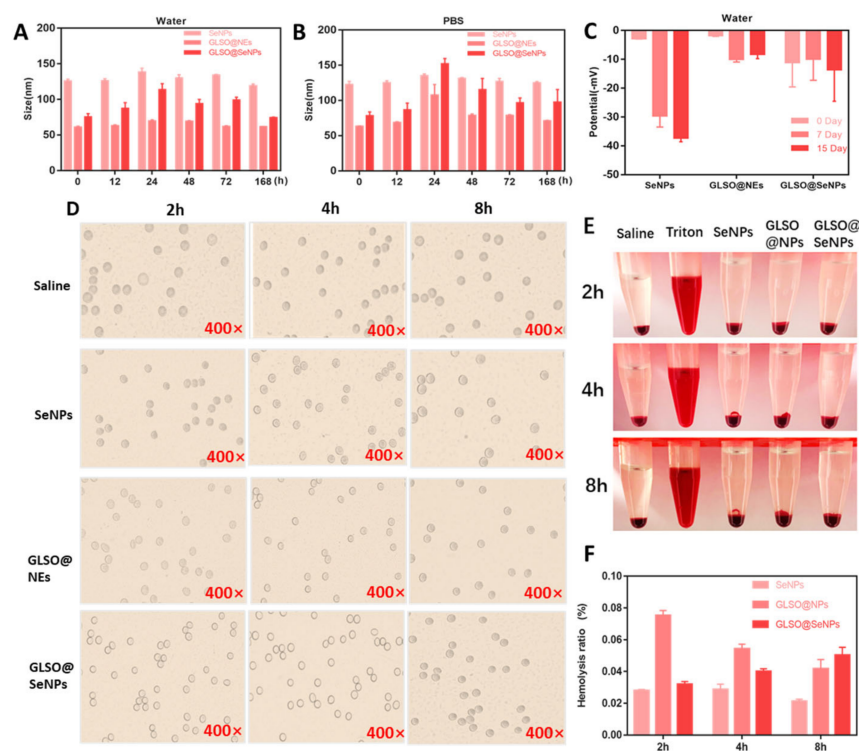 A
Water
SeNPs
GLSO@NEs
GLSO@SeNPs
Size(nm)
200
150
100
50
0
0 12 24 48 72 168 (h)
B
PBS
SeNPs
GLSO@NEs
GLSO@SeNPs
Size(nm)
200
150
100
50
0
0 12 24 48 72 168 (h)
C
Water
Potential(-mV)
-0
-10
-20
-30
-40
-50
0 Day
7 Day
15 Day
SeNPs GLSO@NEs GLSO@SeNPs
D
2h 4h 8h
Saline
400× 400× 400×
SeNPs
400× 400× 400×
GLSO@
NEs
400× 400× 400×
GLSO@
SeNPs
400× 400× 400×
E
Saline Triton SeNPs GLSO GLSO@
@NPs SeNPs
2h
4h
8h
F
Hemolysis ratio (%)
0.10
0.08
0.06
0.04
0.02
0.00
SeNPs
GLSO@NPs
GLSO@SeNPs
2h 4h 8h